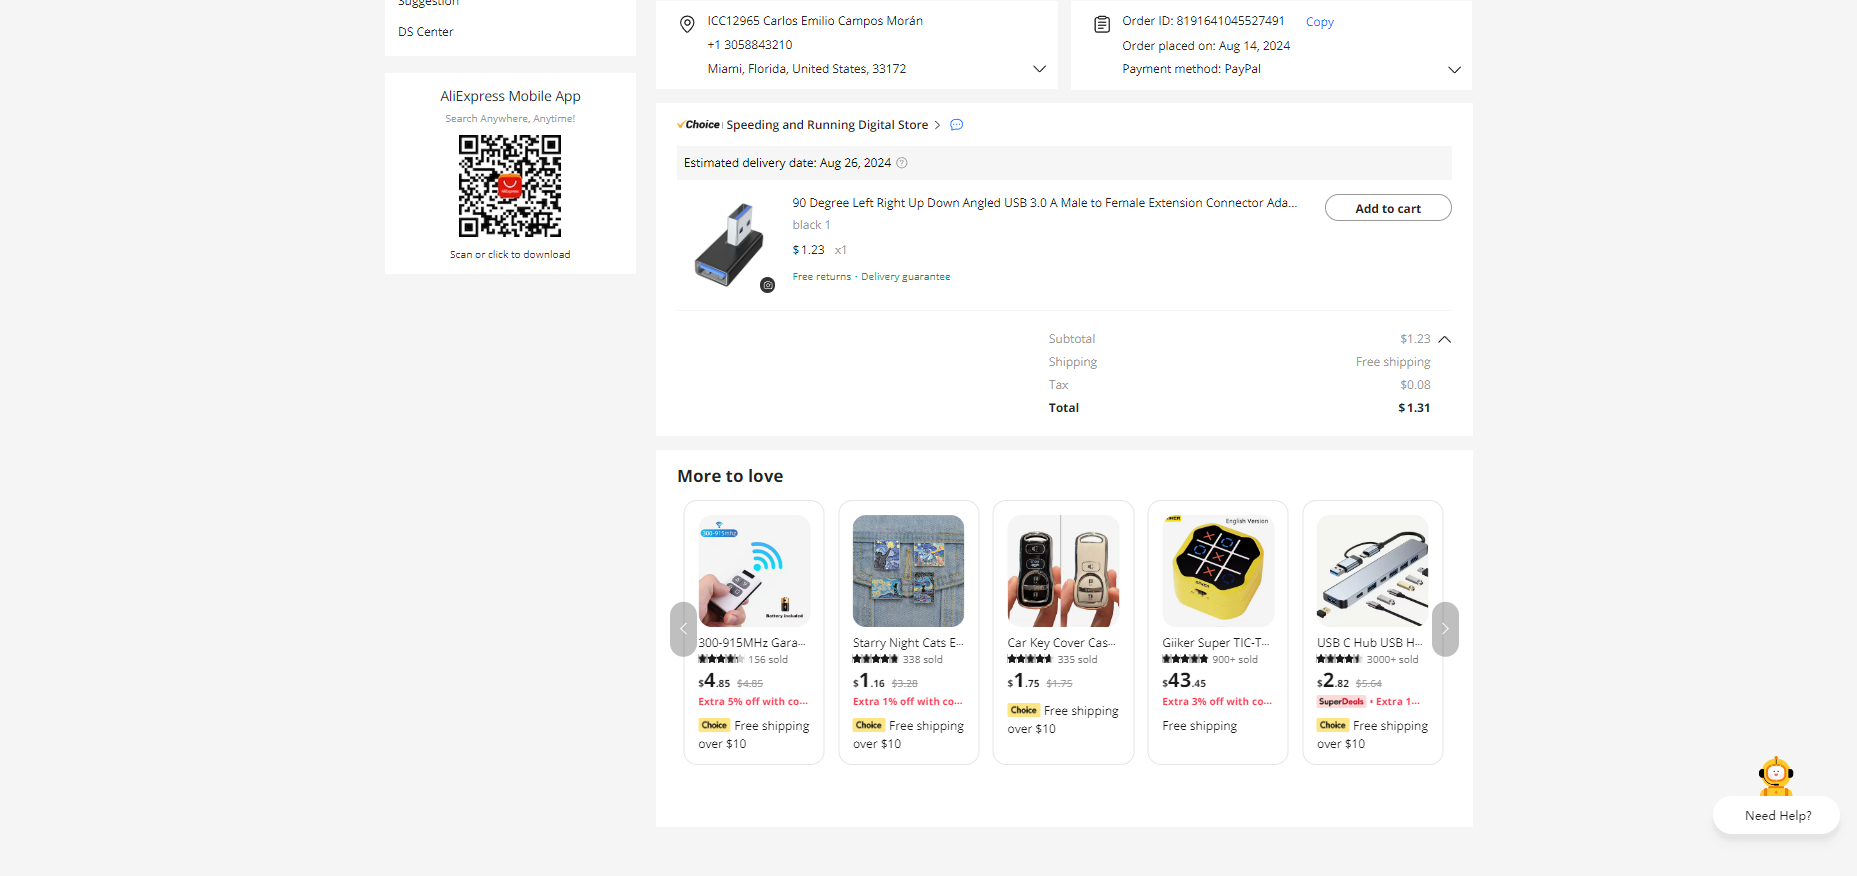 Suggestion
DS Center
AliExpress Mobile App
Search Anywhere, Anytime!
AliExpress
Scan or click to download
ICC12965 Carlos Emilio Campos Morán
+1 3058843210
Miami, Florida, United States, 33172
Order ID: 8191641045527491 Copy
Order placed on: Aug 14, 2024
Payment method: PayPal
Choice Speeding and Running Digital Store
Estimated delivery date: Aug 26, 2024
90 Degree Left Right Up Down Angled USB 3.0 A Male to Female Extension Connector Ada...
black 1
$1.23 x1
Free returns · Delivery guarantee
Add to cart
Subtotal $1.23
Shipping Free shipping
Tax $0.08
Total $1.31
More to love
300-915mhz
Battery included
300-915MHz Gara...
156 sold
$4.85 $4.85
Extra 5% off with co...
Choice Free shipping
over $10
Starry Night Cats E...
338 sold
$1.16 $3.28
Extra 1% off with co...
Choice Free shipping
over $10
Car Key Cover Cas...
335 sold
$1.75 $1.75
Choice Free shipping
over $10
English Version
GiiKER
Giiker Super TIC-T...
900+ sold
$43.45
Extra 3% off with co...
Free shipping
USB C Hub USB H...
3000+ sold
$2.82 $5.64
SuperDeals • Extra 1...
Choice Free shipping
over $10
Need Help?